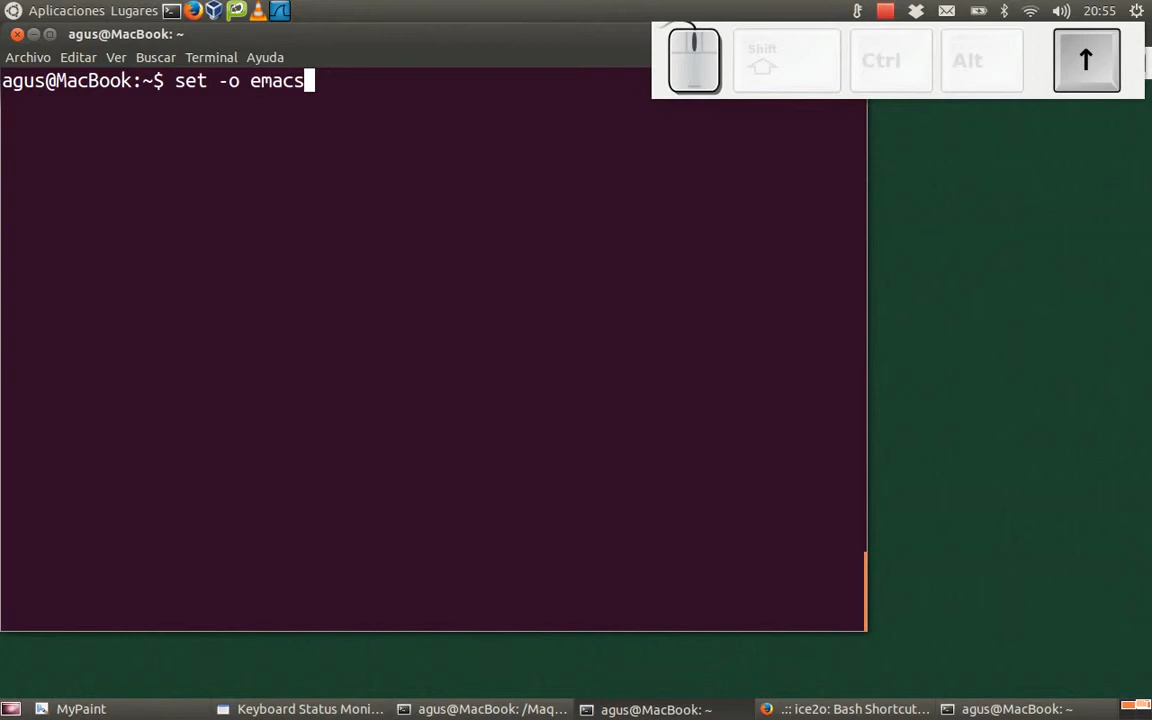 Aplicaciones Lugares 20:55
agus@MacBook: ~
Archivo Editar Ver Buscar Terminal Ayuda
agus@MacBook:~$ set -o emacs
Shift Ctrl Alt ↑
MyPaint Keyboard Status Moni... agus@MacBook: /Maq... agus@MacBook: ~ .:: ice2o: Bash Shortcut... agus@MacBook: ~